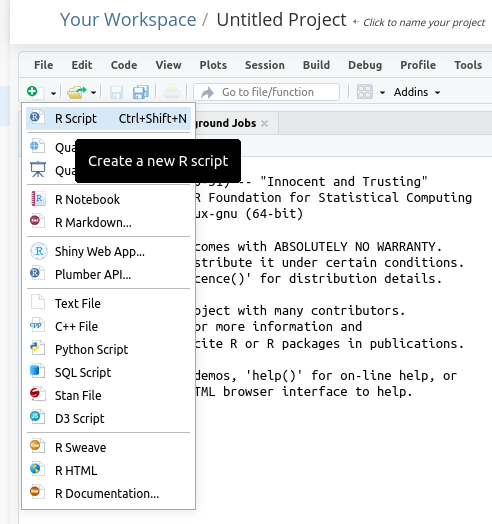 Your Workspace / Untitled Project ← Click to name your project
File Edit Code View Plots Session Build Debug Profile Tools
Go to file/function Addins
R Script Ctrl+Shift+N
ground Jobs ×
Qua
Create a new R script
Qua
-- "Innocent and Trusting"
R Notebook
R Foundation for Statistical Computing
R Markdown...
ux-gnu (64-bit)
Shiny Web App...
comes with ABSOLUTELY NO WARRANTY.
stribute it under certain conditions.
Plumber API...
cence()' for distribution details.
Text File
oject with many contributors.
C++ File
or more information and
Python Script
cite R or R packages in publications.
SQL Script
demos, 'help()' for on-line help, or
Stan File
TML browser interface to help.
D3 Script
R Sweave
R HTML
R Documentation...